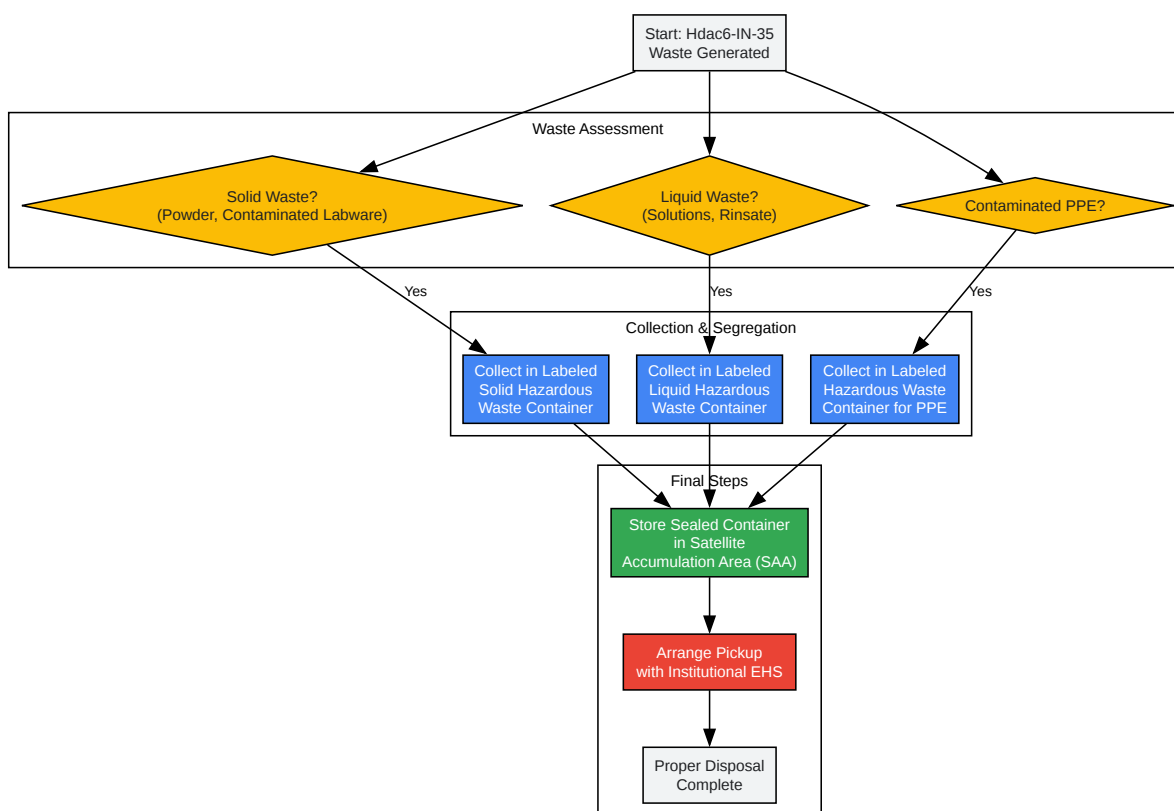 Start: Hdac6-IN-35
Waste Generated
Waste Assessment
Solid Waste?
(Powder, Contaminated Labware)
Liquid Waste?
(Solutions, Rinsate)
Contaminated PPE?
Yes
Yes
Yes
Collection & Segregation
Collect in Labeled
Solid Hazardous
Waste Container
Collect in Labeled
Liquid Hazardous
Waste Container
Collect in Labeled
Hazardous Waste
Container for PPE
Final Steps
Store Sealed Container
in Satellite
Accumulation Area (SAA)
Arrange Pickup
with Institutional EHS
Proper Disposal
Complete